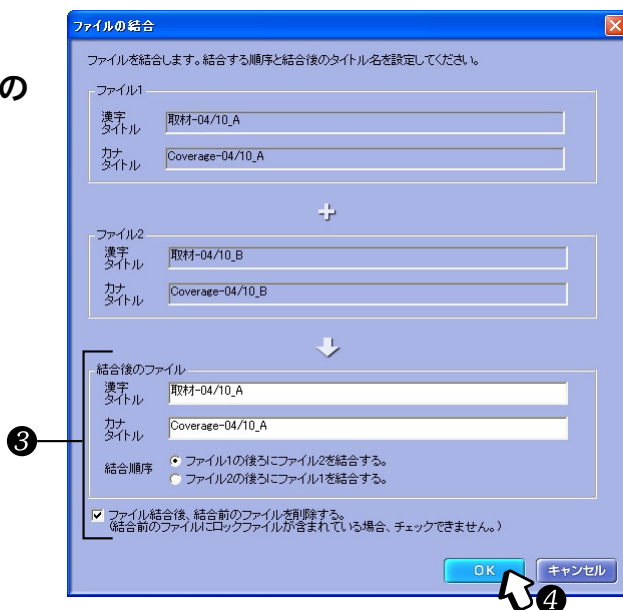 ファイルの結合
の
ファイルを結合します。結合する順序と結合後のタイトル名を設定してください。
ファイル1
漢字
タイトル
取材-04/10_A
カナ
タイトル
Coverage-04/10_A
+
ファイル2
漢字
タイトル
取材-04/10_B
カナ
タイトル
Coverage-04/10_B
結合後のファイル
漢字
タイトル
取材-04/10_A
カナ
タイトル
Coverage-04/10_A
❸
結合順序
ファイル1の後ろにファイル2を結合する。
ファイル2の後ろにファイル1を結合する。
ファイル結合後、結合前のファイルを削除する。
(結合前のファイルにロックファイルが含まれている場合、チェックできません。)
OK
キャンセル
❹